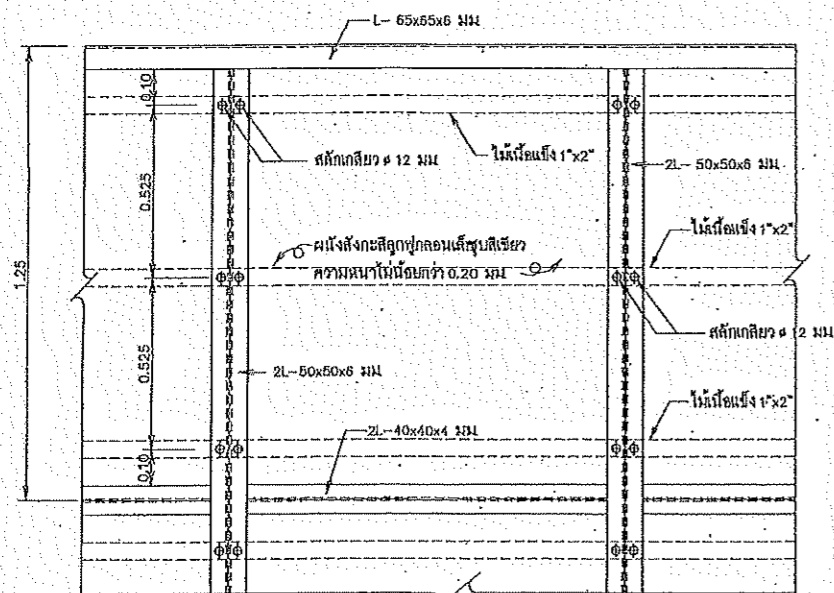 L- 65x65x6 มม
0.10
สลักเกลียว ø 12 มม
ไม้เนื้อแข็ง 1"x2"
2L- 50x50x6 มม
0.525
ไม้เนื้อแข็ง 1"x2"
ผนังสังกะสีลูกฟูกลอนเล็กชุบสีเขียว
ความหนาไม่น้อยกว่า 0.20 มม
1.25
สลักเกลียว ø 12 มม
0.525
2L-50x50x6 มม
ไม้เนื้อแข็ง 1"x2"
2L-40x40x4 มม
0.10